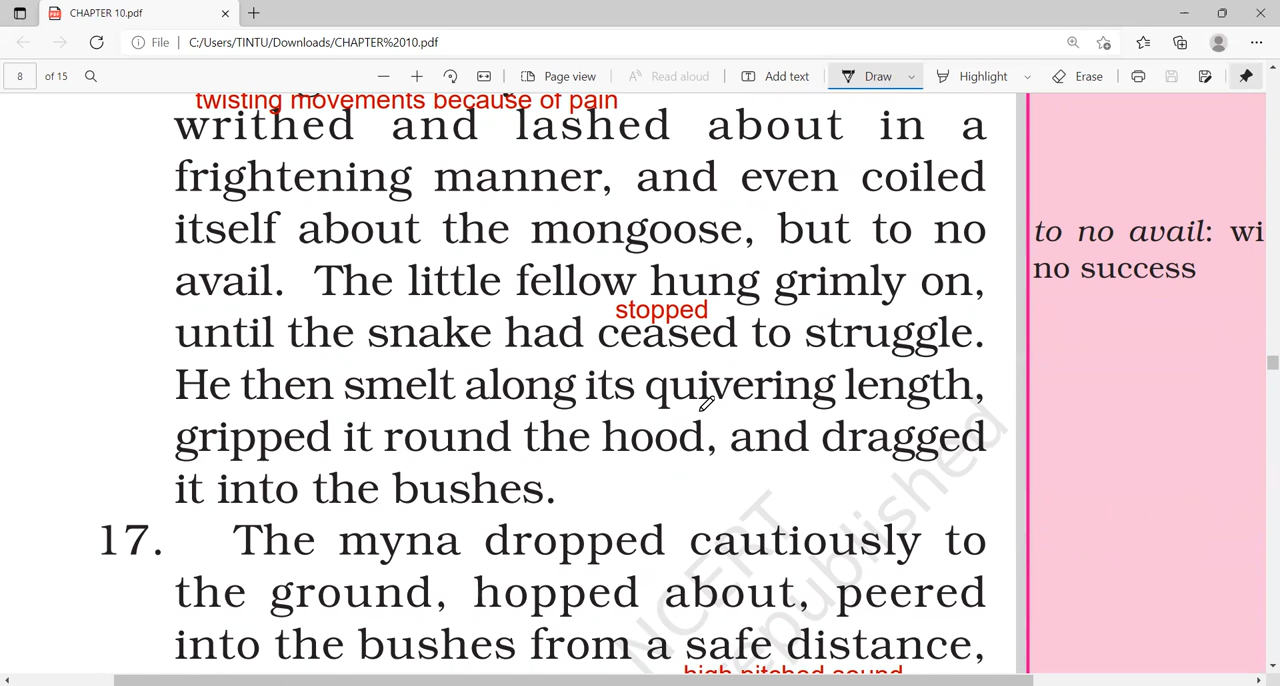 CHAPTER 10.pdf
File | C:/Users/TINTU/Downloads/CHAPTER%2010.pdf
8 of 15 Page view Read aloud Add text Draw Highlight Erase
twisting movements because of pain
writhed and lashed about in a
frightening manner, and even coiled
itself about the mongoose, but to no
avail. The little fellow hung grimly on,
stopped
until the snake had ceased to struggle.
He then smelt along its quivering length,
gripped it round the hood, and dragged
it into the bushes.
17. The myna dropped cautiously to
the ground, hopped about, peered
into the bushes from a safe distance,
high pitched sound
to no avail: wi
no success
NCERT
republished